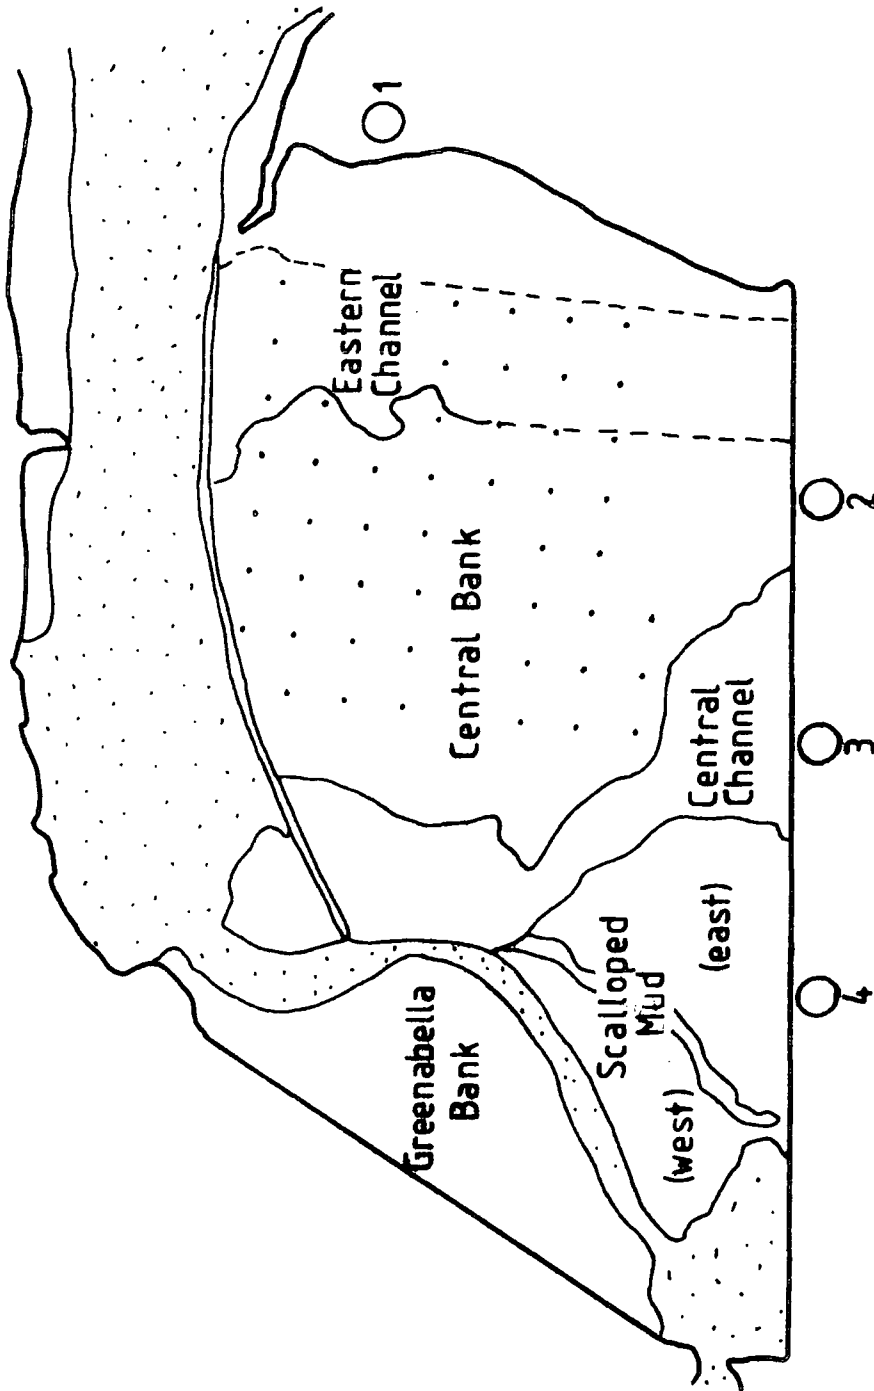 Greenabella
Bank
Scalloped
Mud
(west)
(east)
Central
Channel
Central Bank
Eastern
Channel
1
2
3
4